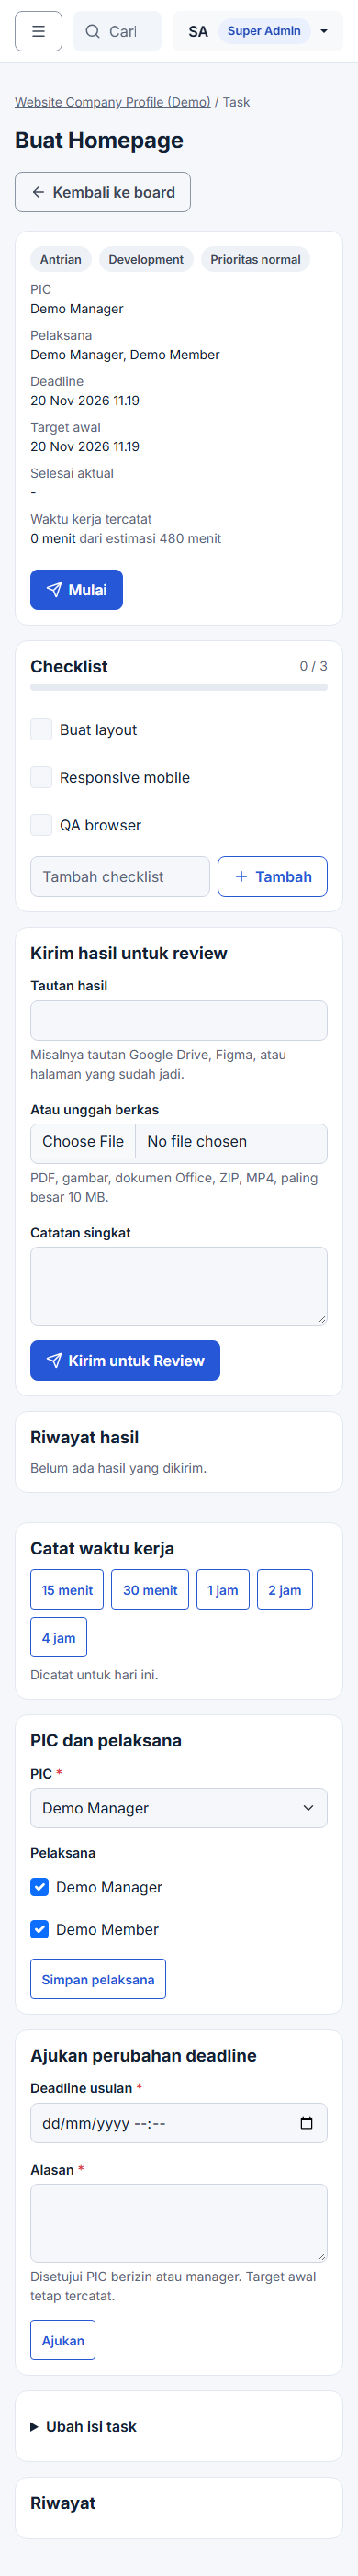 Cari
SA Super Admin
Website Company Profile (Demo) / Task
Buat Homepage
Kembali ke board
Antrian Development Prioritas normal
PIC
Demo Manager
Pelaksana
Demo Manager, Demo Member
Deadline
20 Nov 2026 11.19
Target awal
20 Nov 2026 11.19
Selesai aktual
-
Waktu kerja tercatat
0 menit dari estimasi 480 menit
Mulai
Checklist 0 / 3
Buat layout
Responsive mobile
QA browser
Tambah checklist Tambah
Kirim hasil untuk review
Tautan hasil
Misalnya tautan Google Drive, Figma, atau
halaman yang sudah jadi.
Atau unggah berkas
Choose File No file chosen
PDF, gambar, dokumen Office, ZIP, MP4, paling
besar 10 MB.
Catatan singkat
Kirim untuk Review
Riwayat hasil
Belum ada hasil yang dikirim.
Catat waktu kerja
15 menit 30 menit 1 jam 2 jam
4 jam
Dicatat untuk hari ini.
PIC dan pelaksana
PIC *
Demo Manager
Pelaksana
Demo Manager
Demo Member
Simpan pelaksana
Ajukan perubahan deadline
Deadline usulan *
dd/mm/yyyy --:--
Alasan *
Disetujui PIC berizin atau manager. Target awal
tetap tercatat.
Ajukan
Ubah isi task
Riwayat